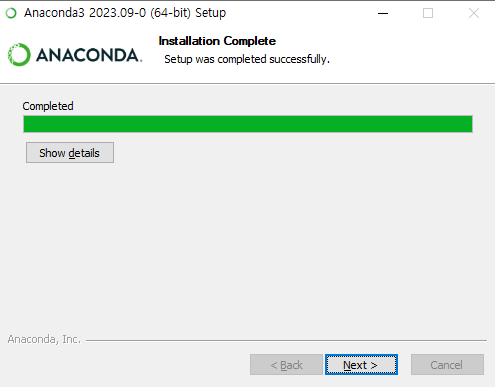 Anaconda3 2023.09-0 (64-bit) Setup
ANACONDA.
Installation Complete
Setup was completed successfully.
Completed
Show details
Anaconda, Inc.
< Back Next > Cancel